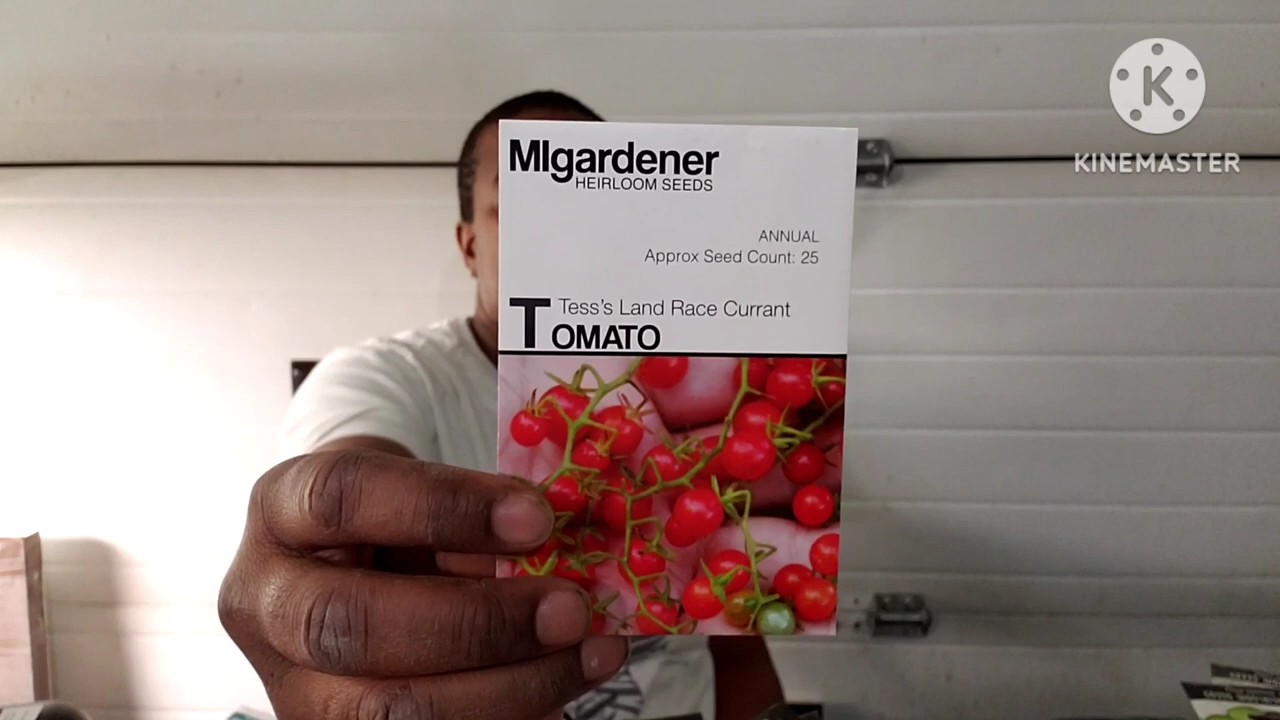 MIgardener
HEIRLOOM SEEDS
ANNUAL
Approx Seed Count: 25
Tess's Land Race Currant
TOMATO
K
KINEMASTER